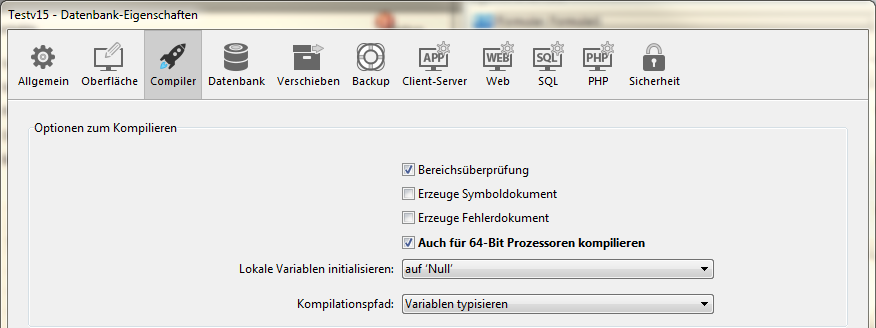 Testv15 - Datenbank-Eigenschaften
APP WEB SQL PHP
Allgemein Oberfläche Compiler Datenbank Verschieben Backup Client-Server Web SQL PHP Sicherheit
Optionen zum Kompilieren
Bereichsüberprüfung
Erzeuge Symboldokument
Erzeuge Fehlerdokument
Auch für 64-Bit Prozessoren kompilieren
Lokale Variablen initialisieren: auf ‘Null’
Kompilationspfad: Variablen typisieren